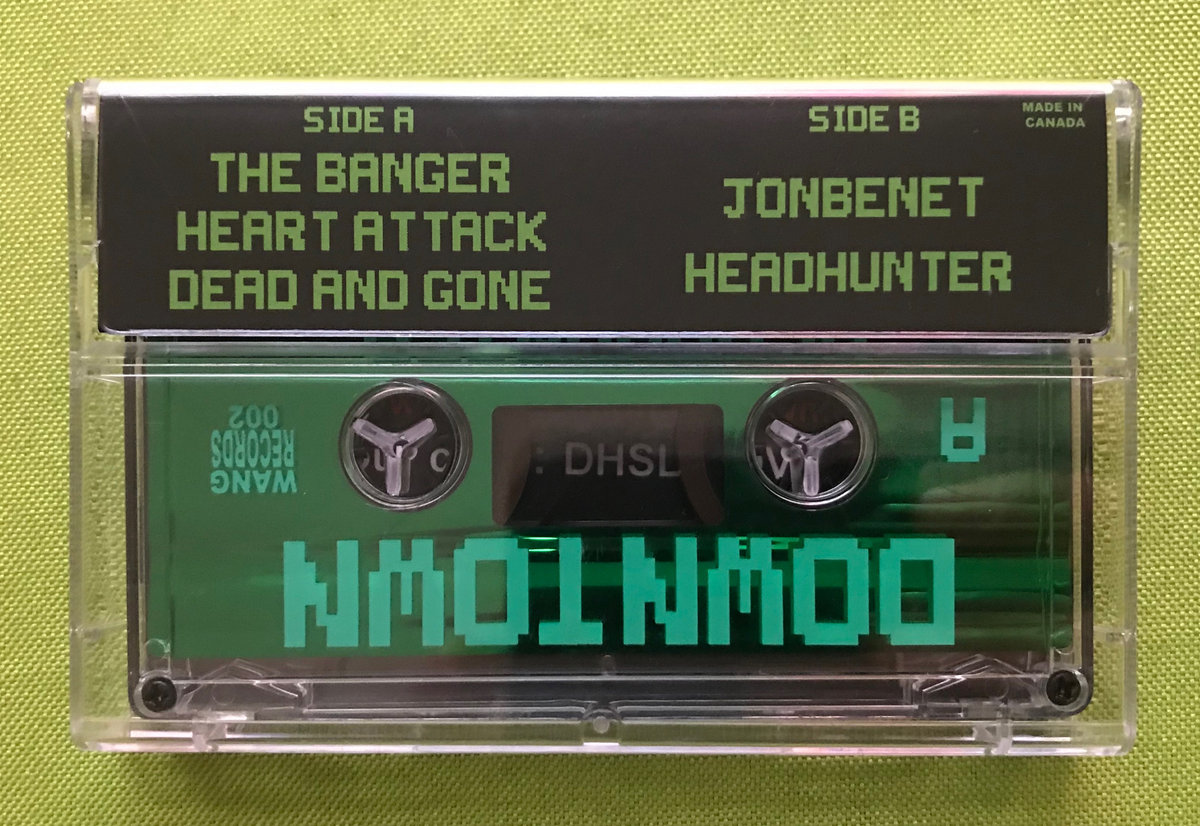 SIDE A
THE BANGER
HEART ATTACK
DEAD AND GONE
SIDE B
JONBENET
HEADHUNTER
MADE IN
CANADA
WANG
RECORDS
002
A
: DHSL
DOWNTOWN